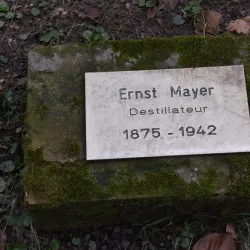 Ernst Mayer
Destillateur
1875 - 1942